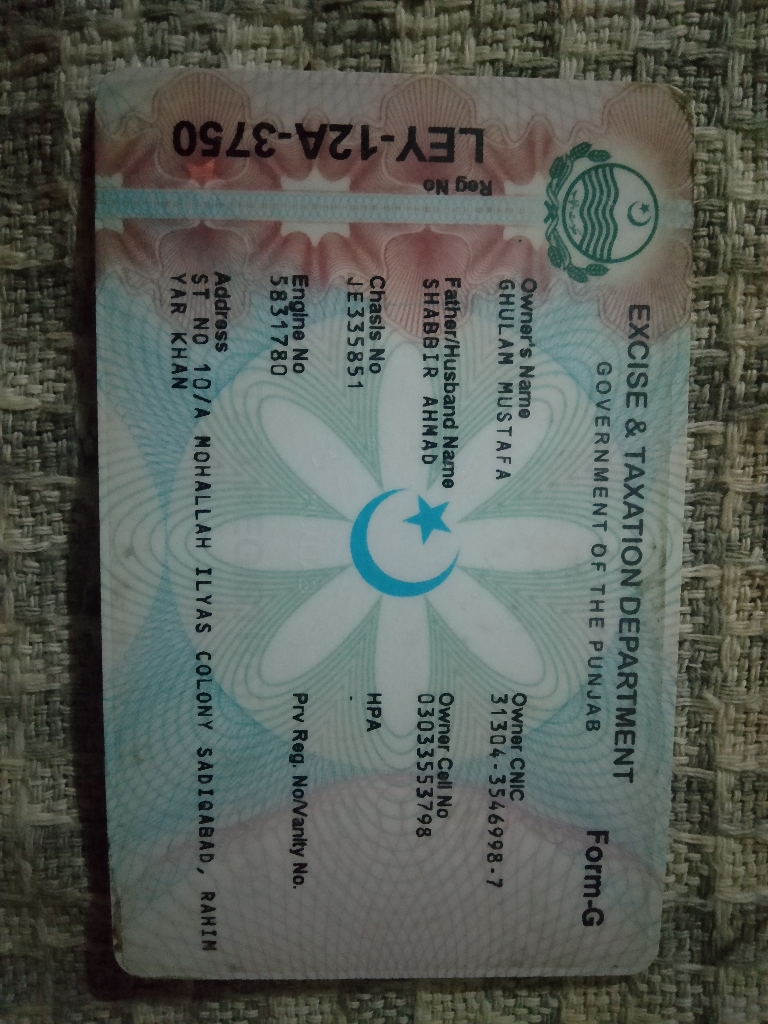 EXCISE & TAXATION DEPARTMENT
GOVERNMENT OF THE PUNJAB
Form-G
Reg No
LEY-12A-3750
Owner's Name
GHULAM MUSTAFA
Owner CNIC
31304-3546998-7
Father/Husband Name
SHABBIR AHMAD
Owner Cell No
03033553798
Chasis No
JE335851
HPA
.
Engine No
5831780
Prv Reg. No/Vanity No.
Address
ST NO 10/A MOHALLAH ILYAS COLONY SADIQABAD, RAHIM
YAR KHAN